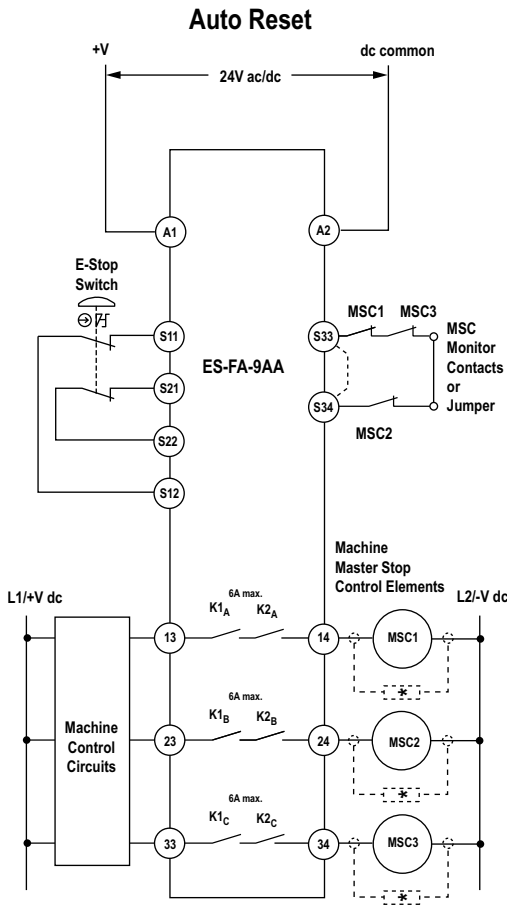 Auto Reset
+V
dc common
24V ac/dc
A1
A2
E-Stop
Switch
S11
S21
S22
S12
ES-FA-9AA
S33
S34
MSC1
MSC3
MSC2
MSC
Monitor
Contacts
or
Jumper
Machine
Master Stop
Control Elements
L1/+V dc
L2/-V dc
6A max.
K1A
K2A
13
14
MSC1
*
Machine
Control
Circuits
6A max.
K1B
K2B
23
24
MSC2
*
6A max.
K1C
K2C
33
34
MSC3
*